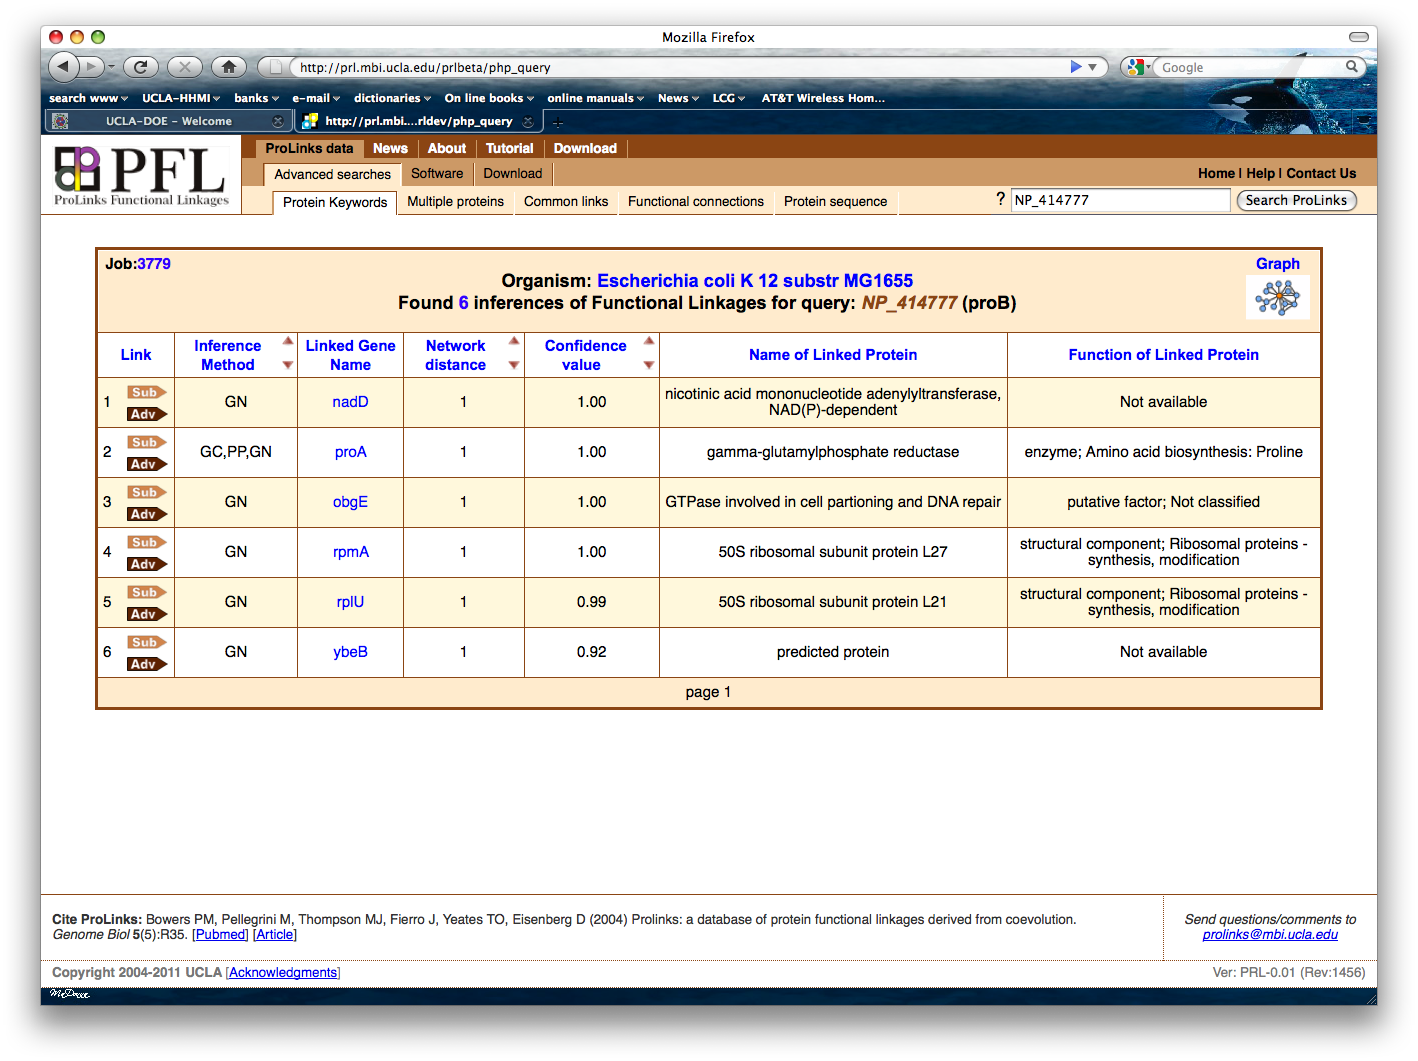 Mozilla Firefox
http://prl.mbi.ucla.edu/prlbeta/php_query
Google
search www UCLA-HHMI banks e-mail dictionaries On line books online manuals News LCG AT&T Wireless Hom...
UCLA-DOE - Welcome
http://prl.mbi....rldev/php_query
PFL
ProLinks Functional Linkages
ProLinks data News About Tutorial Download
Advanced searches Software Download
Home | Help | Contact Us
Protein Keywords Multiple proteins Common links Functional connections Protein sequence
? NP_414777 Search ProLinks
Job:3779
Graph
Organism: Escherichia coli K 12 substr MG1655
Found 6 inferences of Functional Linkages for query: NP_414777 (proB)
Link Inference Method Linked Gene Name Network distance Confidence value Name of Linked Protein Function of Linked Protein
1 Sub Adv GN nadD 1 1.00 nicotinic acid mononucleotide adenylyltransferase, NAD(P)-dependent Not available
2 Sub Adv GC,PP,GN proA 1 1.00 gamma-glutamylphosphate reductase enzyme; Amino acid biosynthesis: Proline
3 Sub Adv GN obgE 1 1.00 GTPase involved in cell partioning and DNA repair putative factor; Not classified
4 Sub Adv GN rpmA 1 1.00 50S ribosomal subunit protein L27 structural component; Ribosomal proteins - synthesis, modification
5 Sub Adv GN rplU 1 0.99 50S ribosomal subunit protein L21 structural component; Ribosomal proteins - synthesis, modification
6 Sub Adv GN ybeB 1 0.92 predicted protein Not available
page 1
Cite ProLinks: Bowers PM, Pellegrini M, Thompson MJ, Fierro J, Yeates TO, Eisenberg D (2004) Prolinks: a database of protein functional linkages derived from coevolution.
Genome Biol 5(5):R35. [Pubmed] [Article]
Send questions/comments to
prolinks@mbi.ucla.edu
Copyright 2004-2011 UCLA [Acknowledgments]
Ver: PRL-0.01 (Rev:1456)